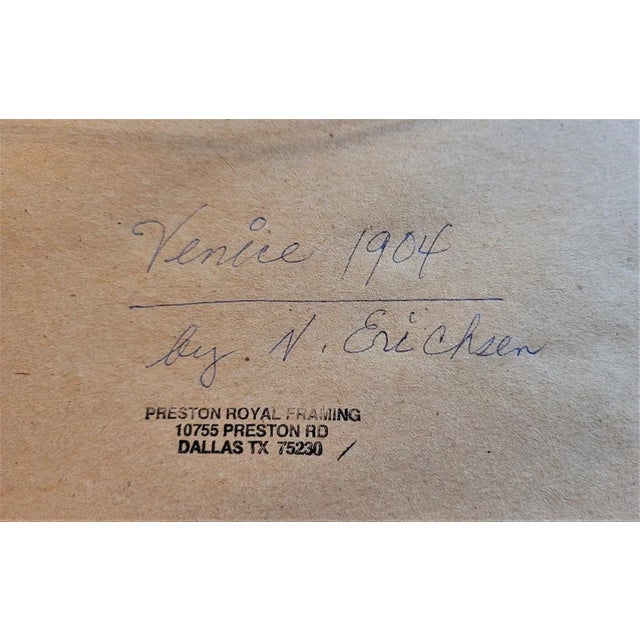 Venice 1904
by N. Erichsen
PRESTON ROYAL FRAMING
10755 PRESTON RD
DALLAS TX 75230